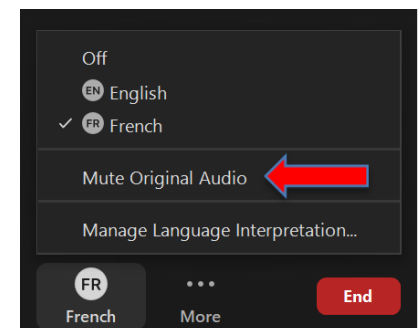 Off
EN English
FR French
Mute Original Audio
Manage Language Interpretation...
FR
French
More
End